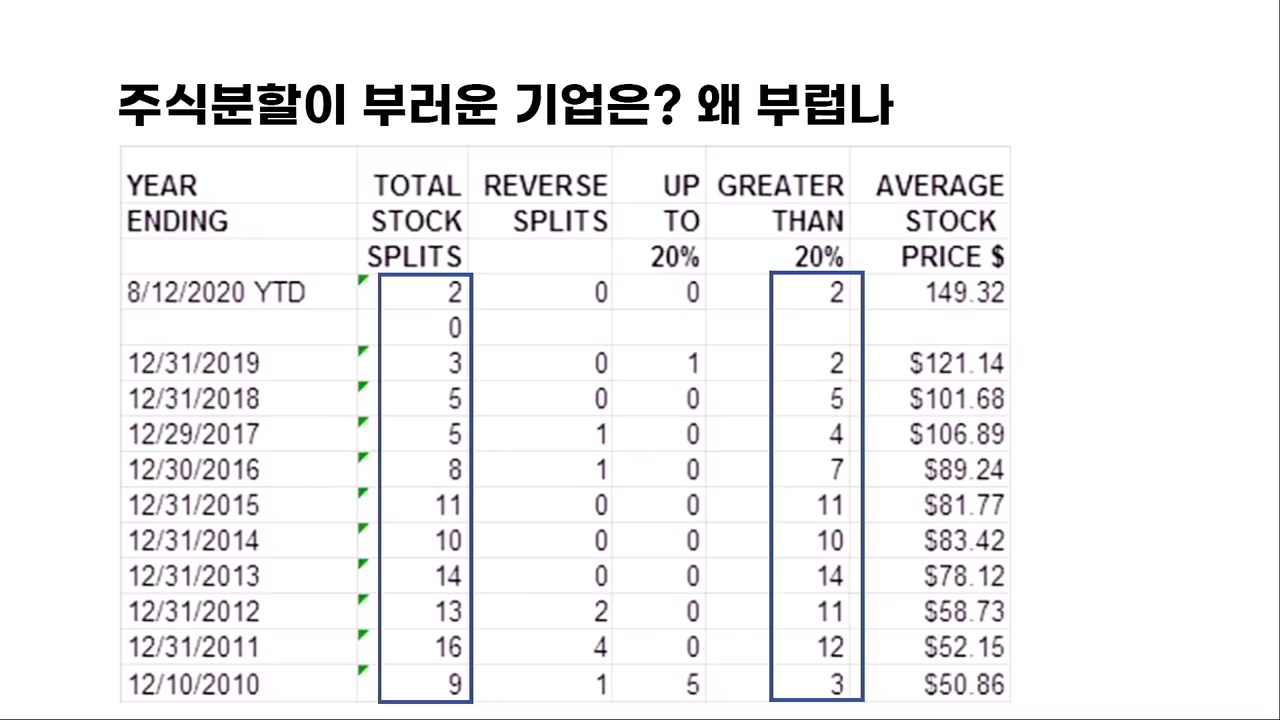 주식분할이 부러운 기업은? 왜 부럽나
YEAR TOTAL REVERSE UP GREATER AVERAGE
ENDING STOCK SPLITS TO THAN STOCK
SPLITS 20% 20% PRICE $
8/12/2020 YTD 2 0 0 2 149.32
0
12/31/2019 3 0 1 2 $121.14
12/31/2018 5 0 0 5 $101.68
12/29/2017 5 1 0 4 $106.89
12/30/2016 8 1 0 7 $89.24
12/31/2015 11 0 0 11 $81.77
12/31/2014 10 0 0 10 $83.42
12/31/2013 14 0 0 14 $78.12
12/31/2012 13 2 0 11 $58.73
12/31/2011 16 4 0 12 $52.15
12/10/2010 9 1 5 3 $50.86